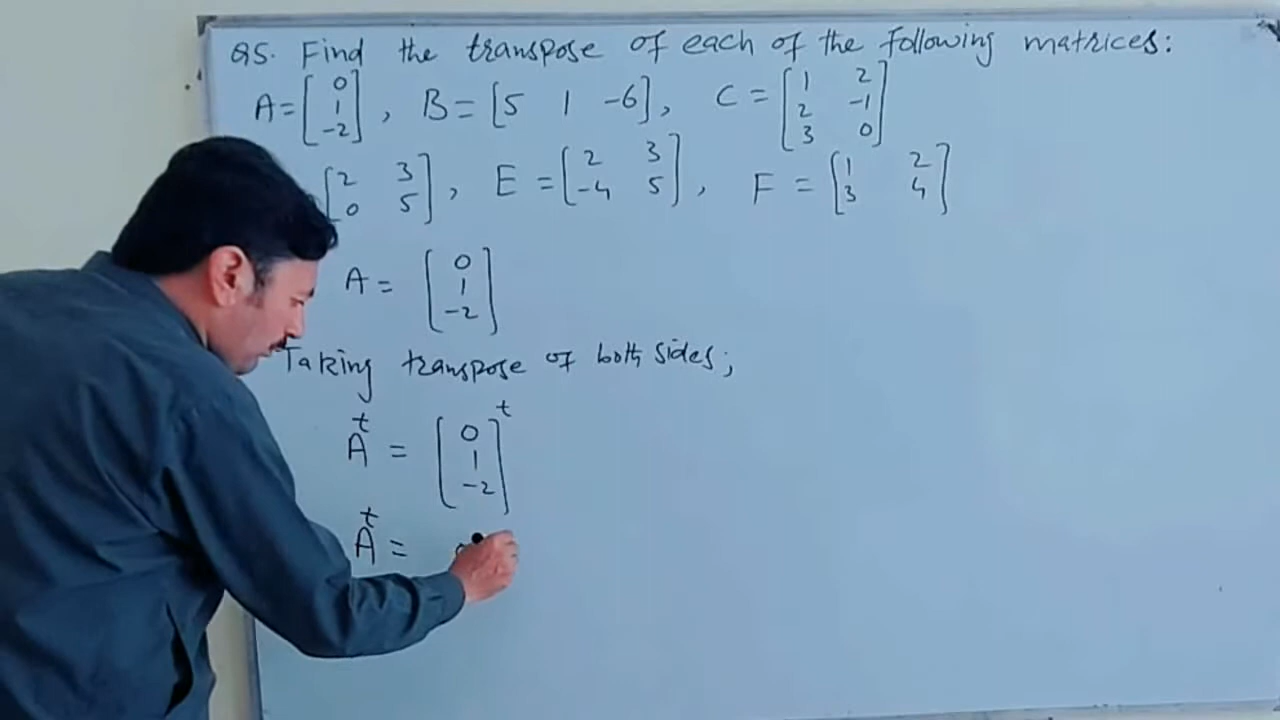 Q5. Find the transpose of each of the following matrices:
A = [0 1 -2], B = [5 1 -6], C = [1 2 2 -1 3 0]
[2 3 0 5], E = [2 3 -4 5], F = [1 2 3 4]
A = [0 1 -2]
Taking transpose of both sides;
A^t = [0 1 -2]^t
A^t =